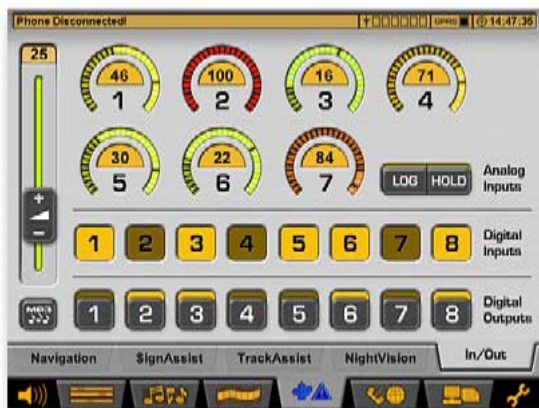 Phone Disconnected!
GPRS
14:47:36
25
46
1
100
2
16
3
71
4
30
5
22
6
84
7
LOG HOLD
Analog
Inputs
1 2 3 4 5 6 7 8
Digital
Inputs
MP3
1 2 3 4 5 6 7 8
Digital
Outputs
Navigation
SignAssist
TrackAssist
NightVision
In/Out